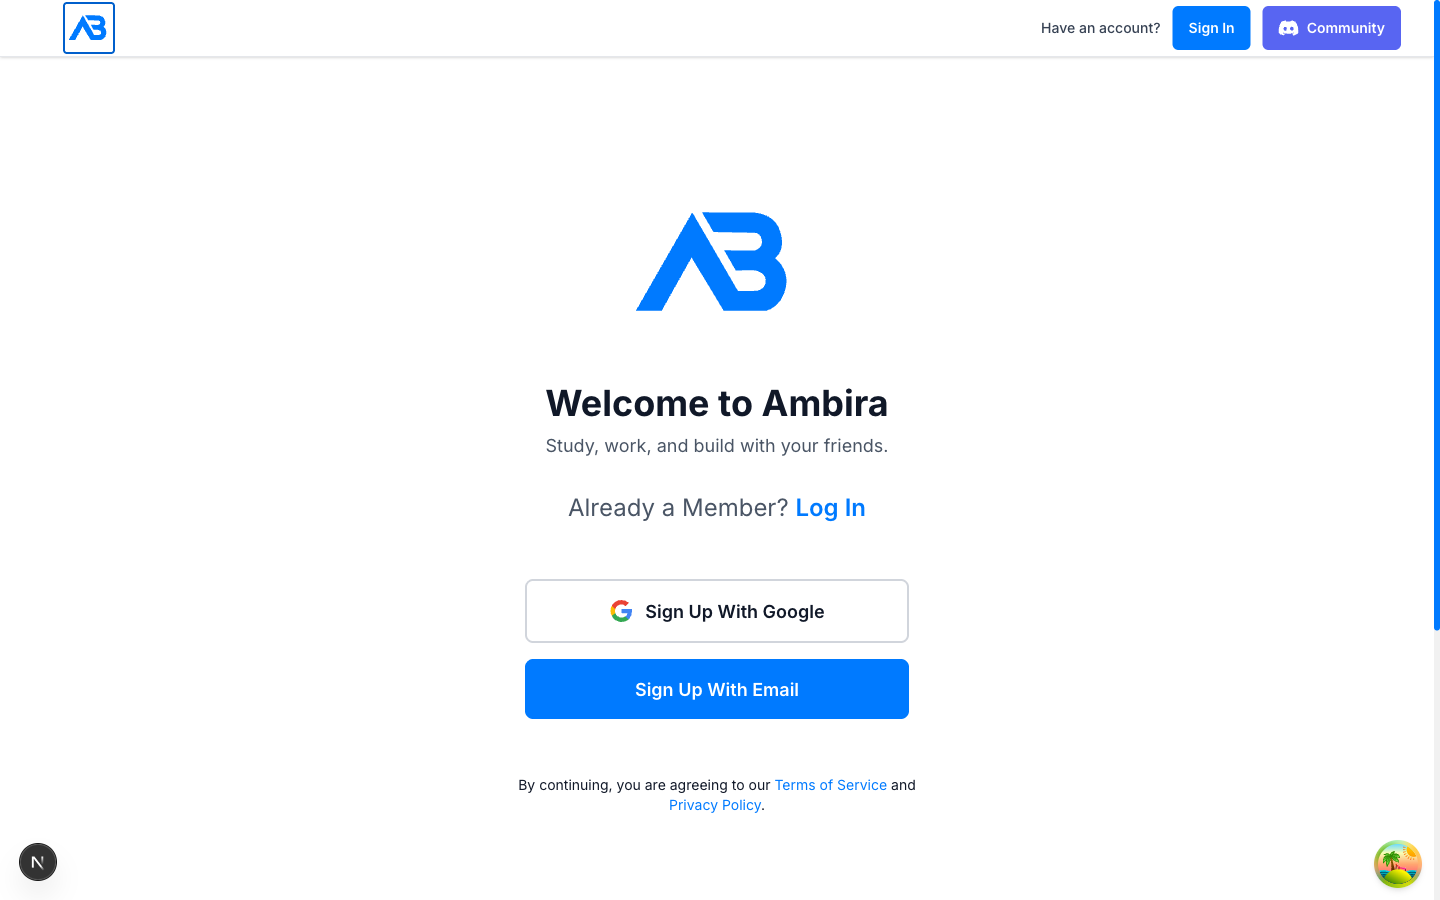 AB
Have an account?
Sign In
Community
AB
Welcome to Ambira
Study, work, and build with your friends.
Already a Member? Log In
Sign Up With Google
Sign Up With Email
By continuing, you are agreeing to our Terms of Service and
Privacy Policy.
N